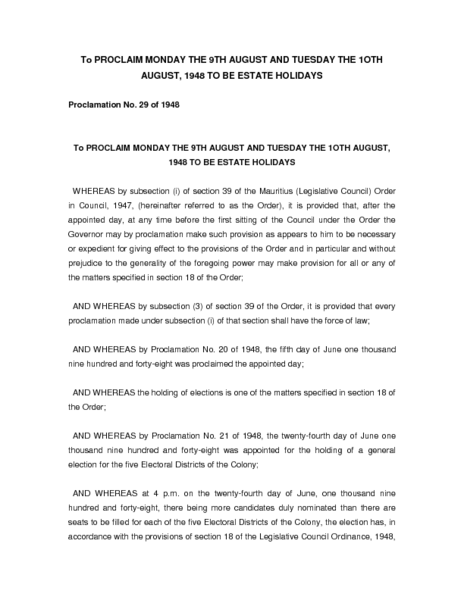 To PROCLAIM MONDAY THE 9TH AUGUST AND TUESDAY THE 1OTH
AUGUST, 1948 TO BE ESTATE HOLIDAYS
Proclamation No. 29 of 1948
To PROCLAIM MONDAY THE 9TH AUGUST AND TUESDAY THE 1OTH AUGUST,
1948 TO BE ESTATE HOLIDAYS
WHEREAS by subsection (i) of section 39 of the Mauritius (Legislative Council) Order
in Council, 1947, (hereinafter referred to as the Order), it is provided that, after the
appointed day, at any time before the first sitting of the Council under the Order the
Governor may by proclamation make such provision as appears to him to be necessary
or expedient for giving effect to the provisions of the Order and in particular and without
prejudice to the generality of the foregoing power may make provision for all or any of
the matters specified in section 18 of the Order;
AND WHEREAS by subsection (3) of section 39 of the Order, it is provided that every
proclamation made under subsection (i) of that section shall have the force of law;
AND WHEREAS by Proclamation No. 20 of 1948, the fifth day of June one thousand
nine hundred and forty-eight was proclaimed the appointed day;
AND WHEREAS the holding of elections is one of the matters specified in section 18 of
the Order;
AND WHEREAS by Proclamation No. 21 of 1948, the twenty-fourth day of June one
thousand nine hundred and forty-eight was appointed for the holding of a general
election for the five Electoral Districts of the Colony;
AND WHEREAS at 4 p.m. on the twenty-fourth day of June, one thousand nine
hundred and forty-eight, there being more candidates duly nominated than there are
seats to be filled for each of the five Electoral Districts of the Colony, the election has, in
accordance with the provisions of section 18 of the Legislative Council Ordinance, 1948,